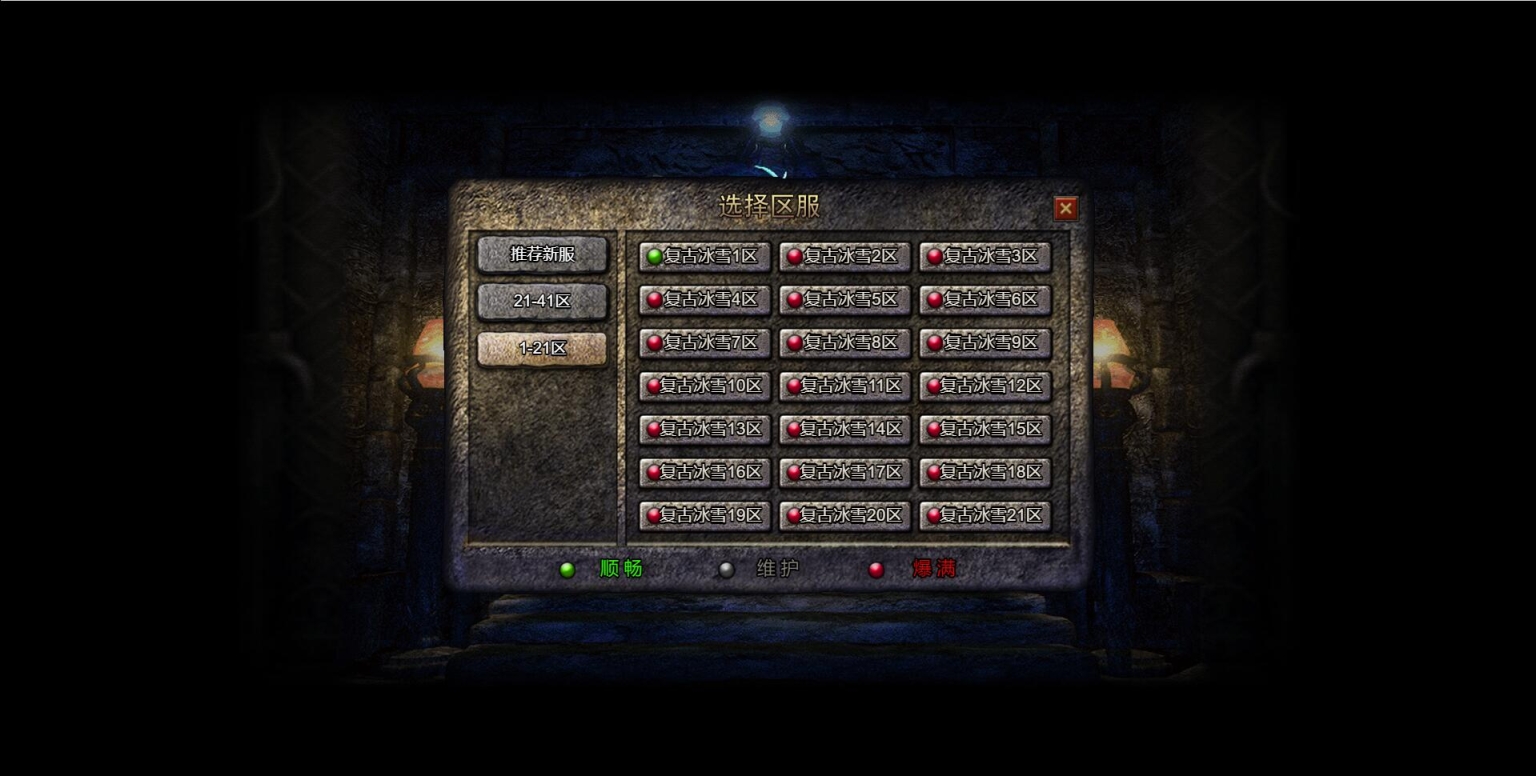 选择区服
推荐新服
21-41区
1-21区
复古冰雪1区 复古冰雪2区 复古冰雪3区
复古冰雪4区 复古冰雪5区 复古冰雪6区
复古冰雪7区 复古冰雪8区 复古冰雪9区
复古冰雪10区 复古冰雪11区 复古冰雪12区
复古冰雪13区 复古冰雪14区 复古冰雪15区
复古冰雪16区 复古冰雪17区 复古冰雪18区
复古冰雪19区 复古冰雪20区 复古冰雪21区
顺畅 维护 爆满